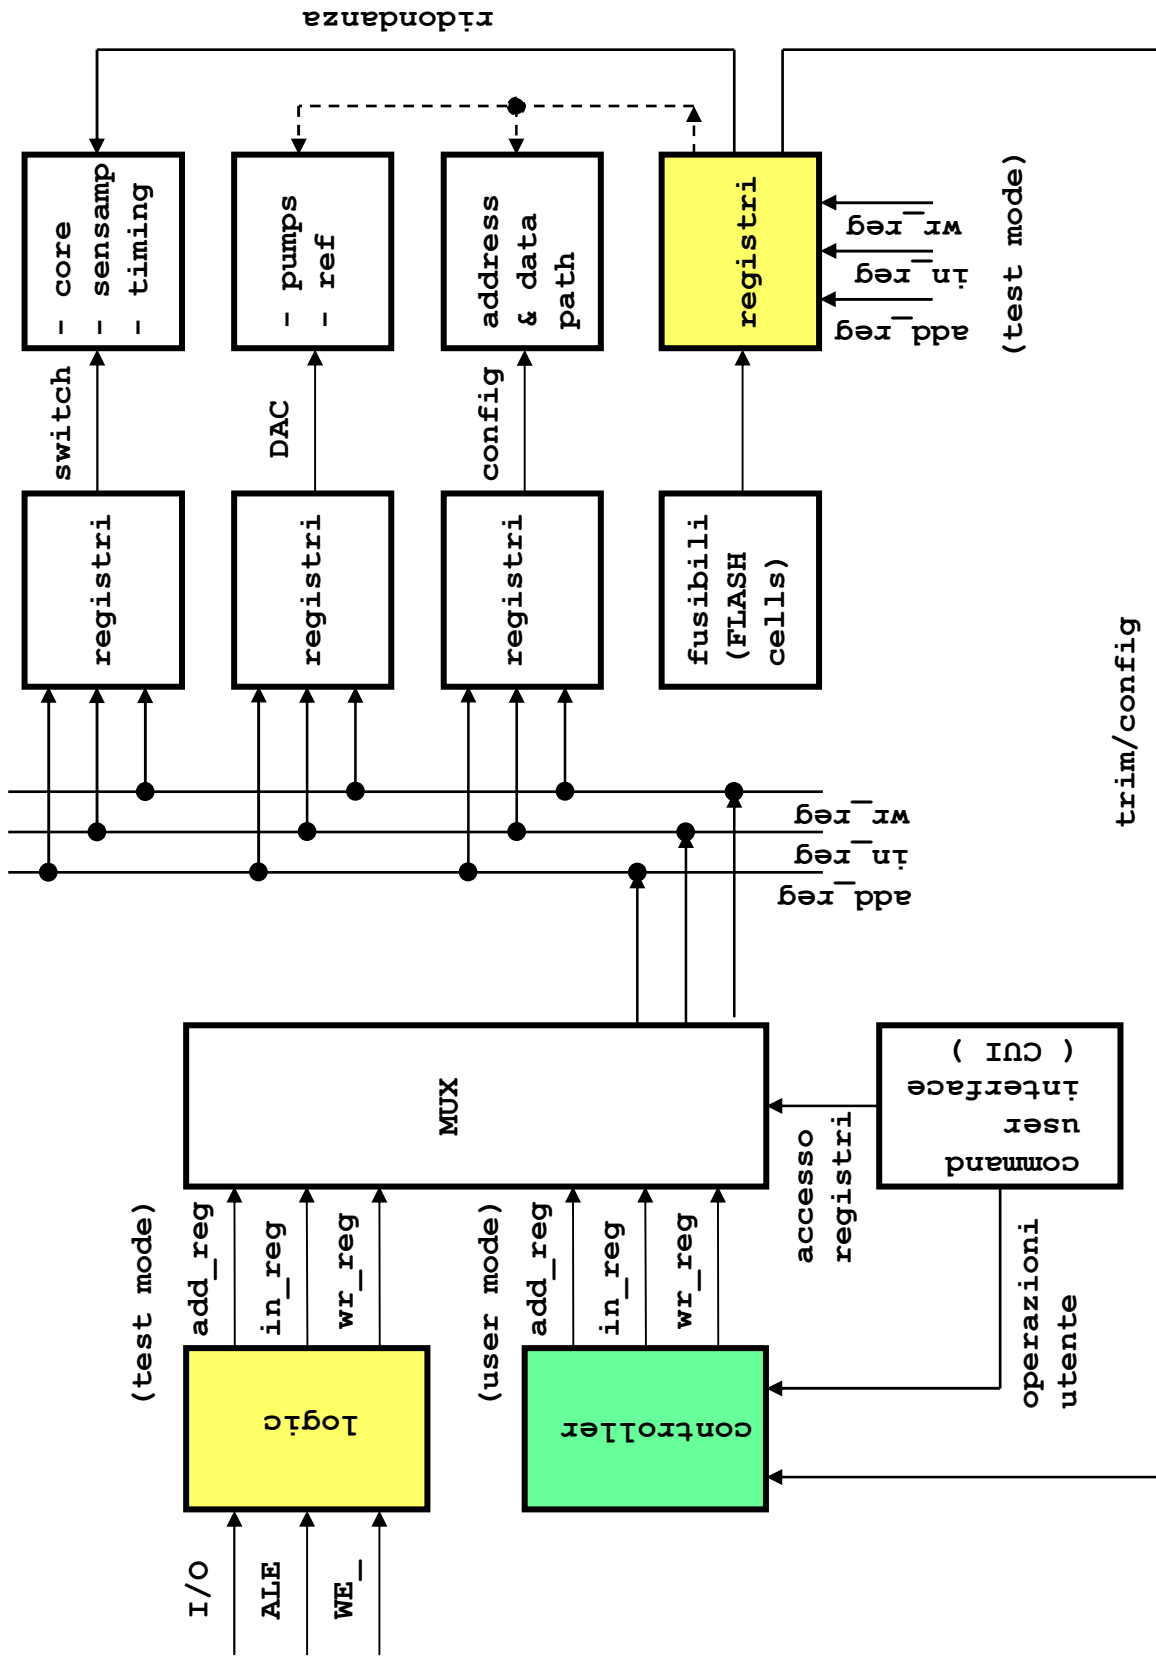 ridondanza
- core
- sensamp
- timing
- pumps
- ref
address
& data
path
registri
wr_reg
in_reg
add_reg
(test mode)
switch
DAC
config
registri
registri
registri
fusibili
(FLASH
cells)
trim/config
wr_reg
in_reg
add_reg
MUX
command
user
interface
( CUI )
accesso
registri
(test mode)
add_reg
in_reg
wr_reg
(user mode)
add_reg
in_reg
wr_reg
operazioni
utente
logic
controller
I/O
ALE
WE_